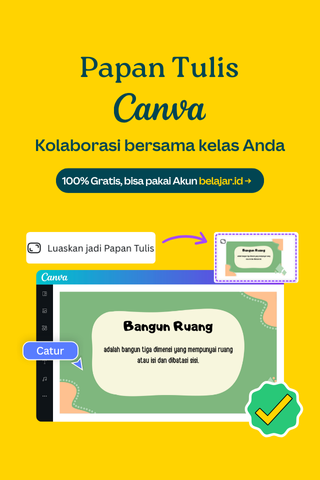 Papan Tulis
Canva
Kolaborasi bersama kelas Anda
100% Gratis, bisa pakai Akun belajar.id →
Luaskan jadi Papan Tulis
Bangun Ruang
Canva
Bangun Ruang
adalah bangun tiga dimensi yang mempunyai ruang
atau isi dan dibatasi sisi.
Catur